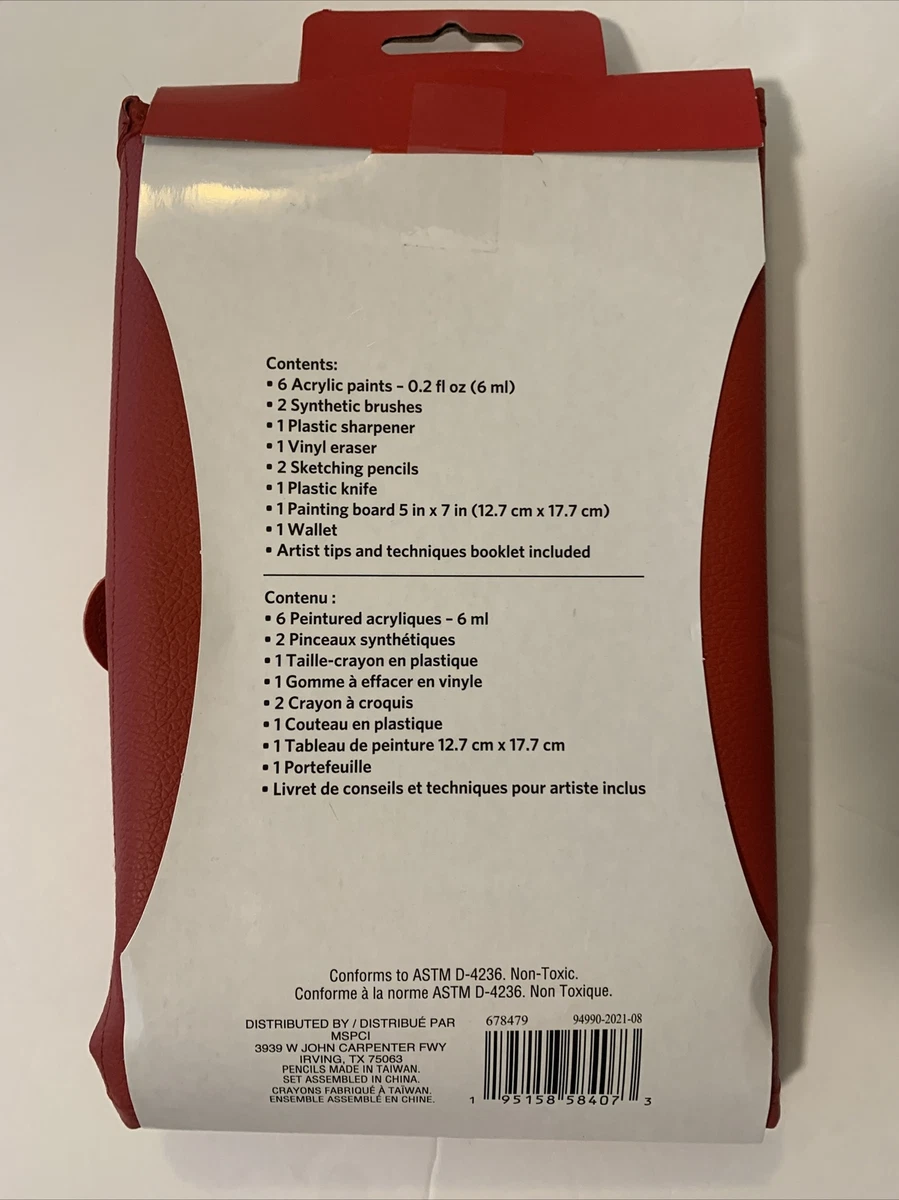 Contents:
▪ 6 Acrylic paints – 0.2 fl oz (6 ml)
▪ 2 Synthetic brushes
▪ 1 Plastic sharpener
▪ 1 Vinyl eraser
▪ 2 Sketching pencils
▪ 1 Plastic knife
▪ 1 Painting board 5 in x 7 in (12.7 cm x 17.7 cm)
▪ 1 Wallet
▪ Artist tips and techniques booklet included
Contenu :
▪ 6 Peintured acryliques – 6 ml
▪ 2 Pinceaux synthétiques
▪ 1 Taille-crayon en plastique
▪ 1 Gomme à effacer en vinyle
▪ 2 Crayon à croquis
▪ 1 Couteau en plastique
▪ 1 Tableau de peinture 12.7 cm x 17.7 cm
▪ 1 Portefeuille
▪ Livret de conseils et techniques pour artiste inclus
Conforms to ASTM D-4236. Non-Toxic.
Conforme à la norme ASTM D-4236. Non Toxique.
DISTRIBUTED BY / DISTRIBUÉ PAR
MSPCI
3939 W JOHN CARPENTER FWY
IRVING, TX 75063
PENCILS MADE IN TAIWAN.
SET ASSEMBLED IN CHINA.
CRAYONS FABRIQUÉ À TAÏWAN.
ENSEMBLE ASSEMBLÉ EN CHINE.
678479 94990-2021-08
1 95158 58407 3